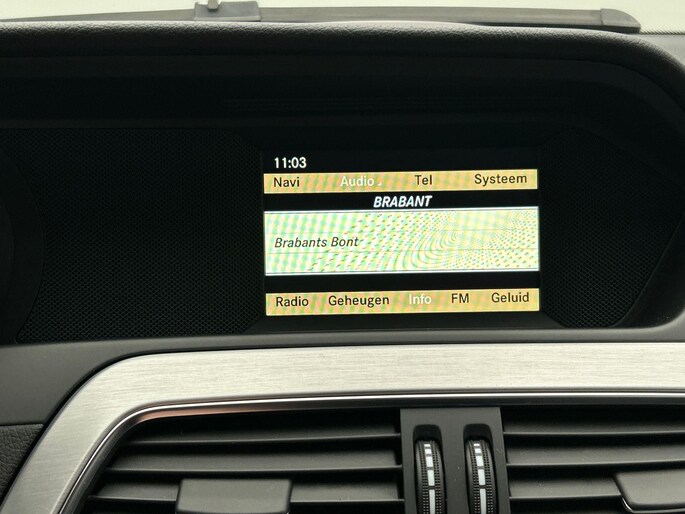 11:03
Navi Audio Tel Systeem
BRABANT
Brabants Bont
Radio Geheugen Info FM Geluid